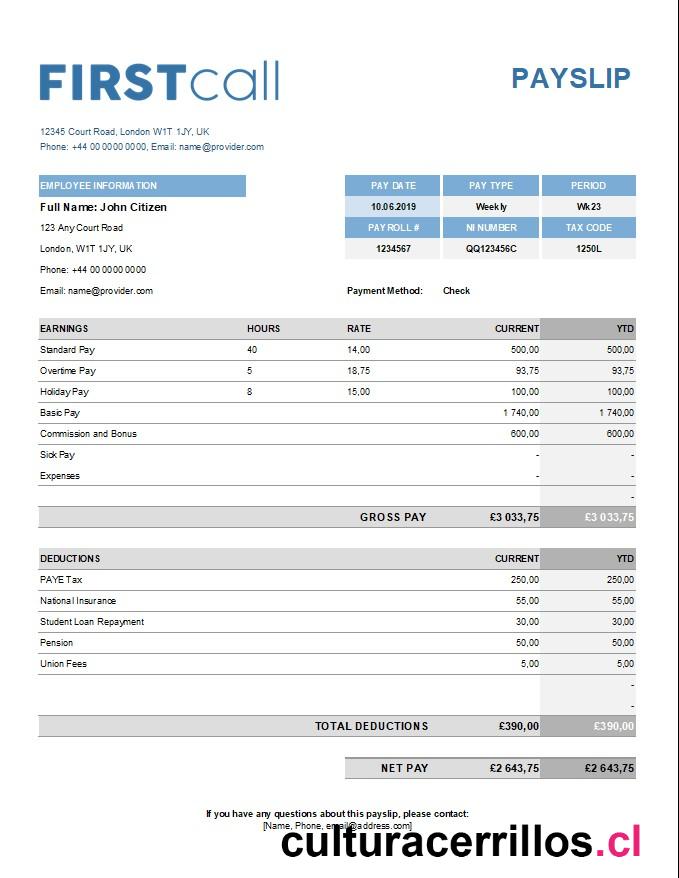 FIRSTcall
PAYSLIP
12345 Court Road, London W1T 1JY, UK
Phone: +44 00 0000 0000, Email: name@provider.com
EMPLOYEE INFORMATION
PAY DATE PAY TYPE PERIOD
Full Name: John Citizen
10.06.2019 Weekly Wk 23
123 Any Court Road
PAYROLL # NI NUMBER TAX CODE
London, W1T 1JY, UK
1234567 QQ123456C 1250L
Phone: +44 00 0000 0000
Email: name@provider.com
Payment Method: Check
EARNINGS HOURS RATE CURRENT YTD
Standard Pay 40 14,00 500,00 500,00
Overtime Pay 5 18,75 93,75 93,75
Holiday Pay 8 15,00 100,00 100,00
Basic Pay 1 740,00 1 740,00
Commission and Bonus 600,00 600,00
Sick Pay - -
Expenses - -
-
GROSS PAY £3 033,75 £3 033,75
DEDUCTIONS CURRENT YTD
PAYE Tax 250,00 250,00
National Insurance 55,00 55,00
Student Loan Repayment 30,00 30,00
Pension 50,00 50,00
Union Fees 5,00 5,00
-
-
TOTAL DEDUCTIONS £390,00 £390,00
NET PAY £2 643,75 £2 643,75
If you have any questions about this payslip, please contact:
[Name, Phone, email@address.com]
culturacerrillos.cl